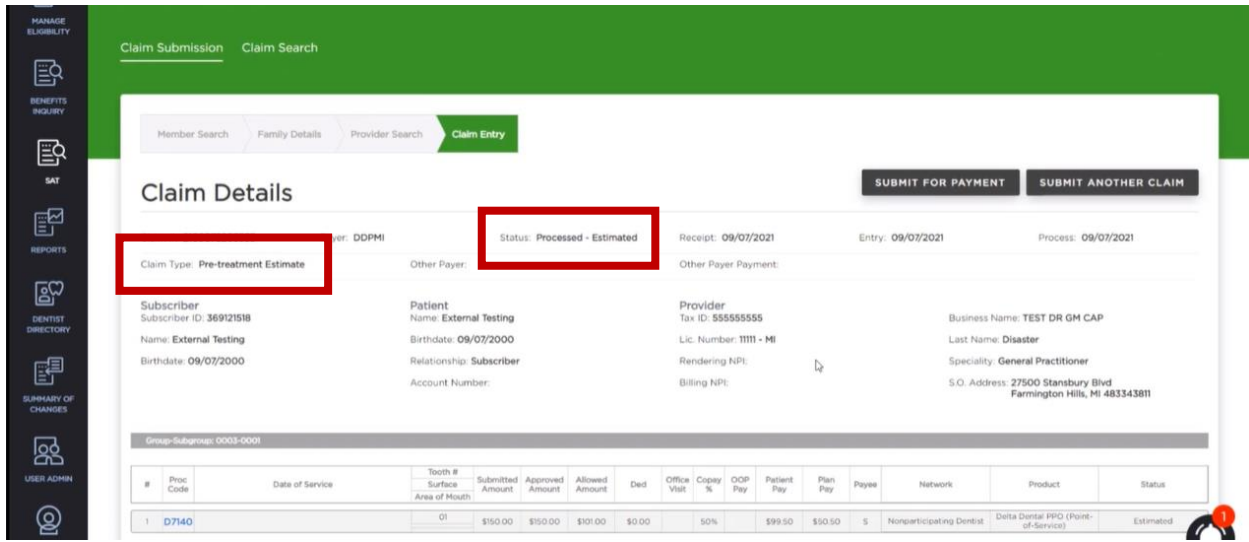 MANAGE
ELIGIBILITY
BENEFITS
INQUIRY
SAT
REPORTS
DENTIST
DIRECTORY
SUMMARY OF
CHANGES
USER ADMIN
Claim Submission Claim Search
Member Search Family Details Provider Search Claim Entry
Claim Details
SUBMIT FOR PAYMENT SUBMIT ANOTHER CLAIM
DDPMI Status: Processed - Estimated Receipt: 09/07/2021 Entry: 09/07/2021 Process: 09/07/2021
Claim Type: Pre-treatment Estimate Other Payer: Other Payer Payment:
Subscriber Patient Provider
Subscriber ID: 369121518 Name: External Testing Tax ID: 555555555 Business Name: TEST DR GM CAP
Name: External Testing Birthdate: 09/07/2000 Lic. Number: 11111 - MI Last Name: Disaster
Birthdate: 09/07/2000 Relationship: Subscriber Rendering NPI: Speciality: General Practitioner
Account Number: Billing NPI: S.O. Address: 27500 Stansbury Blvd
Farmington Hills, MI 483343811
Group-Subgroup: 0003-0001
# Proc Code Date of Service Tooth # Surface Area of Mouth Submitted Amount Approved Amount Allowed Amount Ded Office Visit Copay % OOP Pay Patient Pay Plan Pay Payee Network Product Status
1 D7140 01 $150.00 $150.00 $101.00 $0.00 50% $99.50 $50.50 S Nonparticipating Dentist Delta Dental PPO (Point-of-Service) Estimated
1